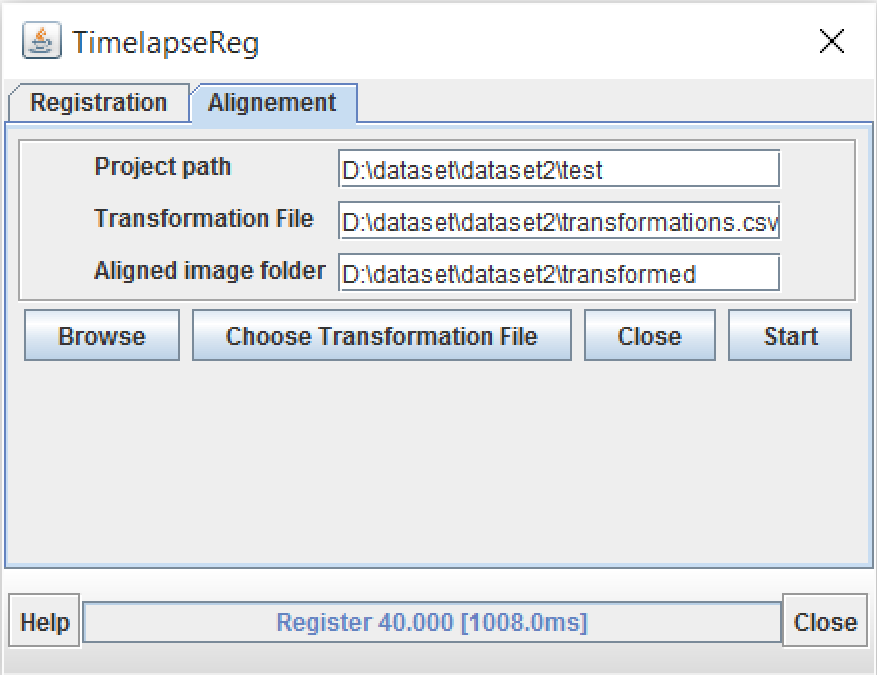 TimelapseReg
Registration Alignement
Project path D:\dataset\dataset2\test
Transformation File D:\dataset\dataset2\transformations.csv
Aligned image folder D:\dataset\dataset2\transformed
Browse Choose Transformation File Close Start
Help Register 40.000 [1008.0ms] Close